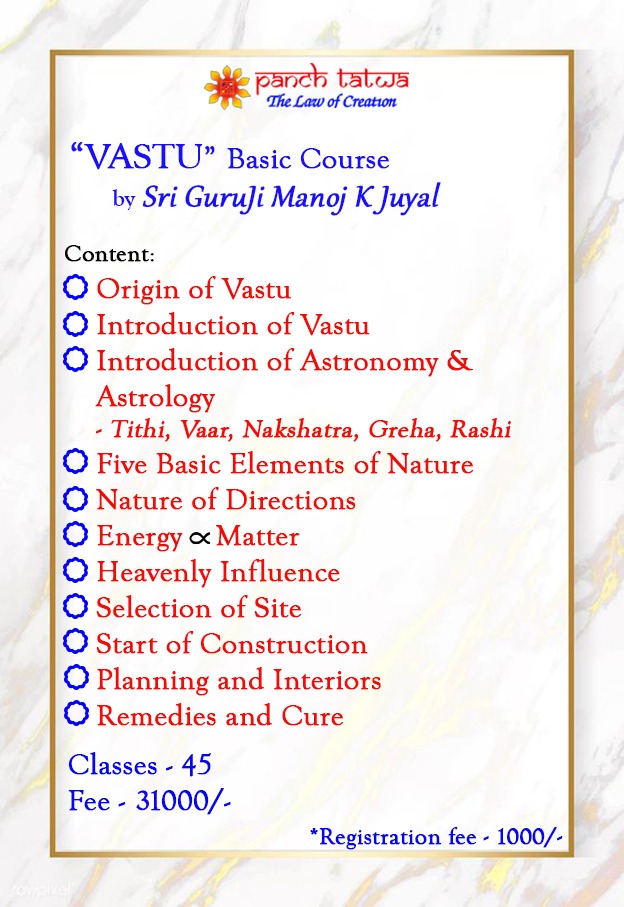 panch tatwa
The Law of Creation
“VASTU” Basic Course
by Sri GuruJi Manoj K Juyal
Content:
Origin of Vastu
Introduction of Vastu
Introduction of Astronomy &
Astrology
- Tithi, Vaar, Nakshatra, Greha, Rashi
Five Basic Elements of Nature
Nature of Directions
Energy ∝ Matter
Heavenly Influence
Selection of Site
Start of Construction
Planning and Interiors
Remedies and Cure
Classes - 45
Fee - 31000/-
*Registration fee - 1000/-
rawpixel